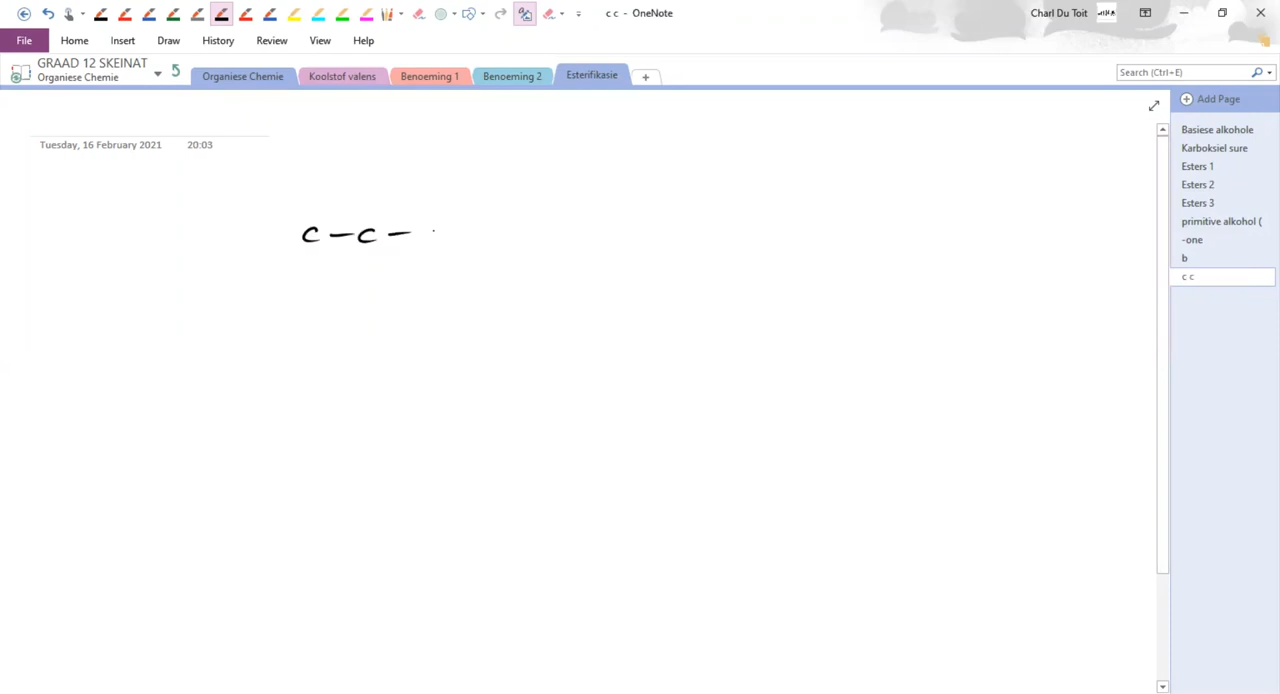 c c - OneNote
Charl Du Toit
File Home Insert Draw History Review View Help
GRAAD 12 SKEINAT
Organiese Chemie
Organiese Chemie Koolstof valens Benoeming 1 Benoeming 2 Esterifikasie +
Search (Ctrl+E)
Add Page
Tuesday, 16 February 2021 20:03
c – c –
Basiese alkohole
Karboksiel sure
Esters 1
Esters 2
Esters 3
primitive alkohol (
-one
b
c c